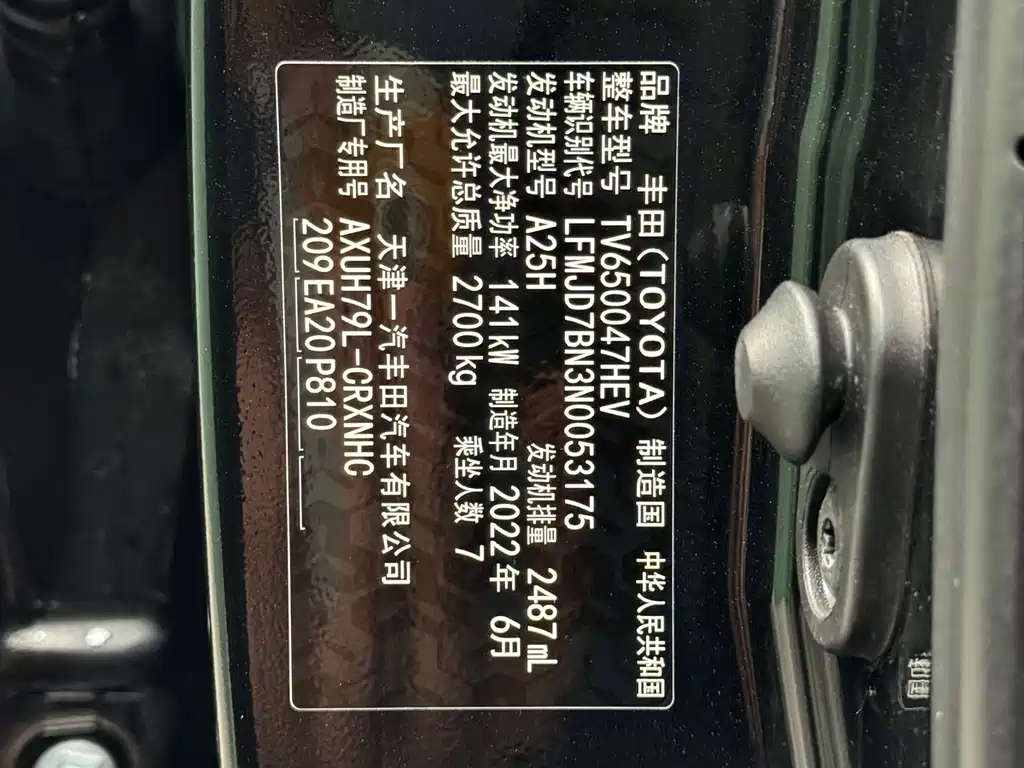 品牌 丰田(TOYOTA) 制造国 中华人民共和国
整车型号 TV6500047HEV
车辆识别代号 LFMJD7BN3N0053175
发动机型号 A25H 发动机排量 2487mL
发动机最大净功率 141kW 制造年月 2022年 6月
最大允许总质量 2700kg 乘坐人数 7
生产厂名 天津一汽丰田汽车有限公司
制造厂专用号 AXUH79L-CRXNHC
209 EA20 P810
和国